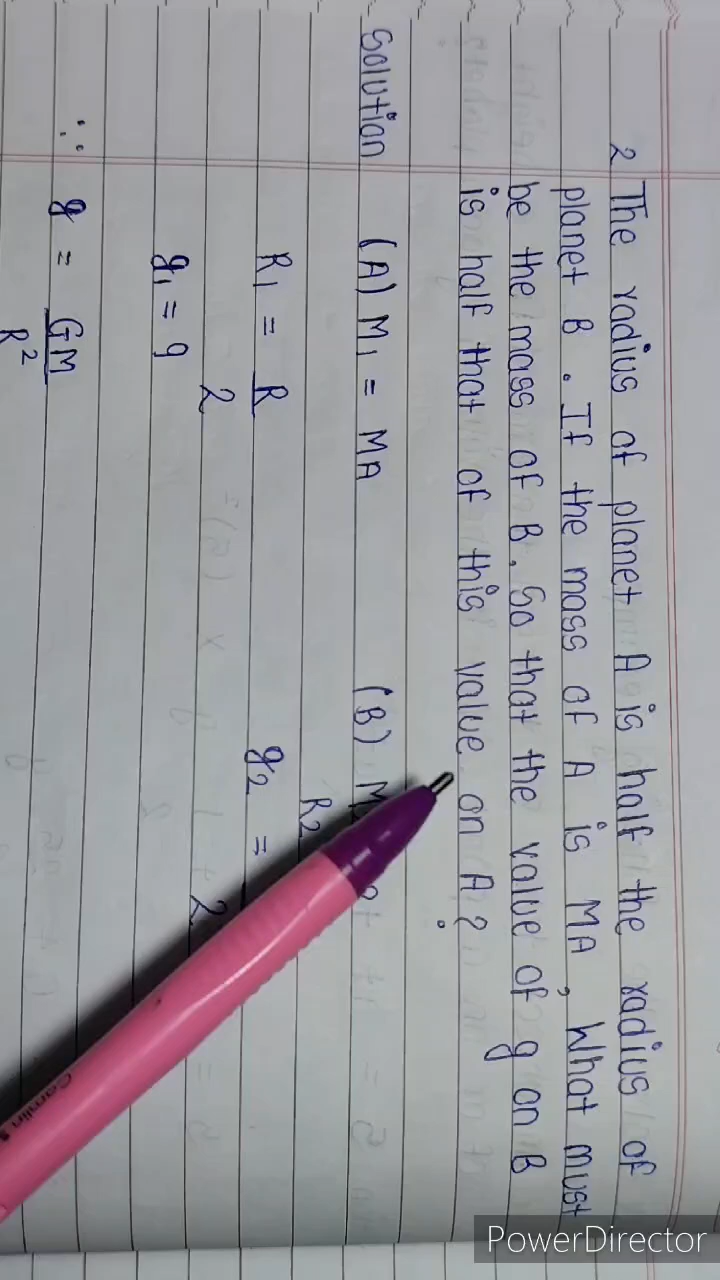 2 The radius of planet A is half the radius of
planet B. If the mass of A is MA, What must
be the mass of B. So that the value of g on B
is half that of this value on A?
Solution (A) M1 = MA (B)
R1 = R R2
2
g1 = g g2 =
2
∵ g = GM
R²
Camlin
PowerDirector